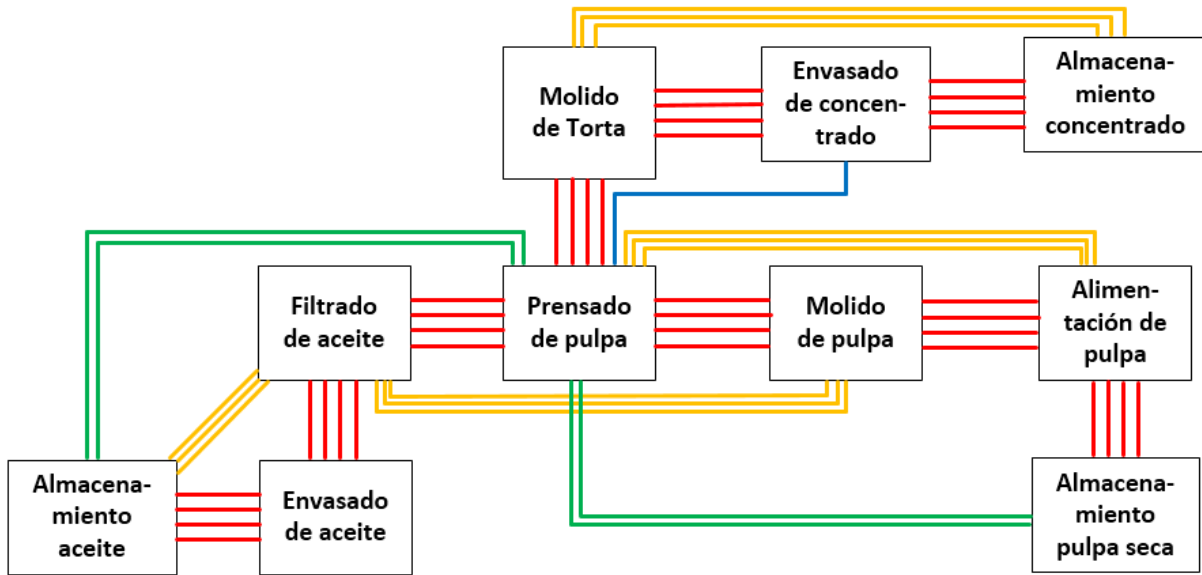 Molido
de Torta
Envasado
de concen-
trado
Almacena-
miento
concentrado
Filtrado
de aceite
Prensado
de pulpa
Molido
de pulpa
Alimen-
tación de
pulpa
Almacena-
miento
aceite
Envasado
de aceite
Almacena-
miento
pulpa seca